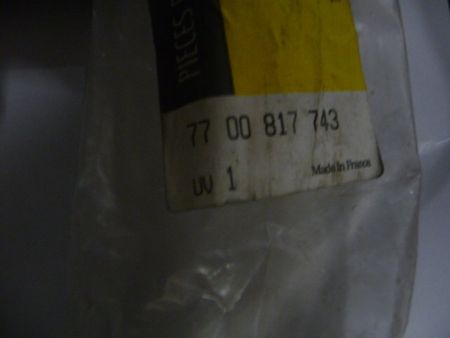 PIECES
77 00 817 743
UV 1
Made In France